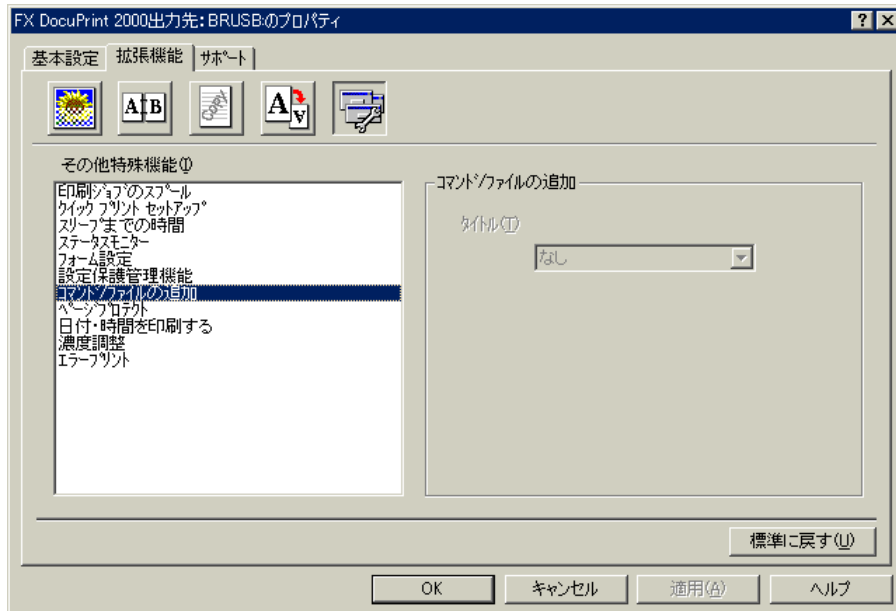 FX DocuPrint 2000出力先：BRUSB:のプロパティ
基本設定 拡張機能 ｻﾎﾟｰﾄ
A B
Copy
A A
その他特殊機能(I)
印刷ｼﾞｮﾌﾞのｽﾌﾟｰﾙ
ｸｲｯｸ ﾌﾟﾘﾝﾄ ｾｯﾄｱｯﾌﾟ
ｽﾘｰﾌﾟまでの時間
ｽﾃｰﾀｽﾓﾆﾀｰ
ﾌｫｰﾑ設定
設定保護管理機能
ｺﾏﾝﾄﾞ/ﾌｧｲﾙの追加
ﾍﾟｰｼﾞﾌﾟﾛﾃｸﾄ
日付・時間を印刷する
濃度調整
ｴﾗｰﾌﾟﾘﾝﾄ
ｺﾏﾝﾄﾞ/ﾌｧｲﾙの追加
ﾀｲﾄﾙ(T)
なし
標準に戻す(U)
OK キャンセル 適用(A) ヘルプ